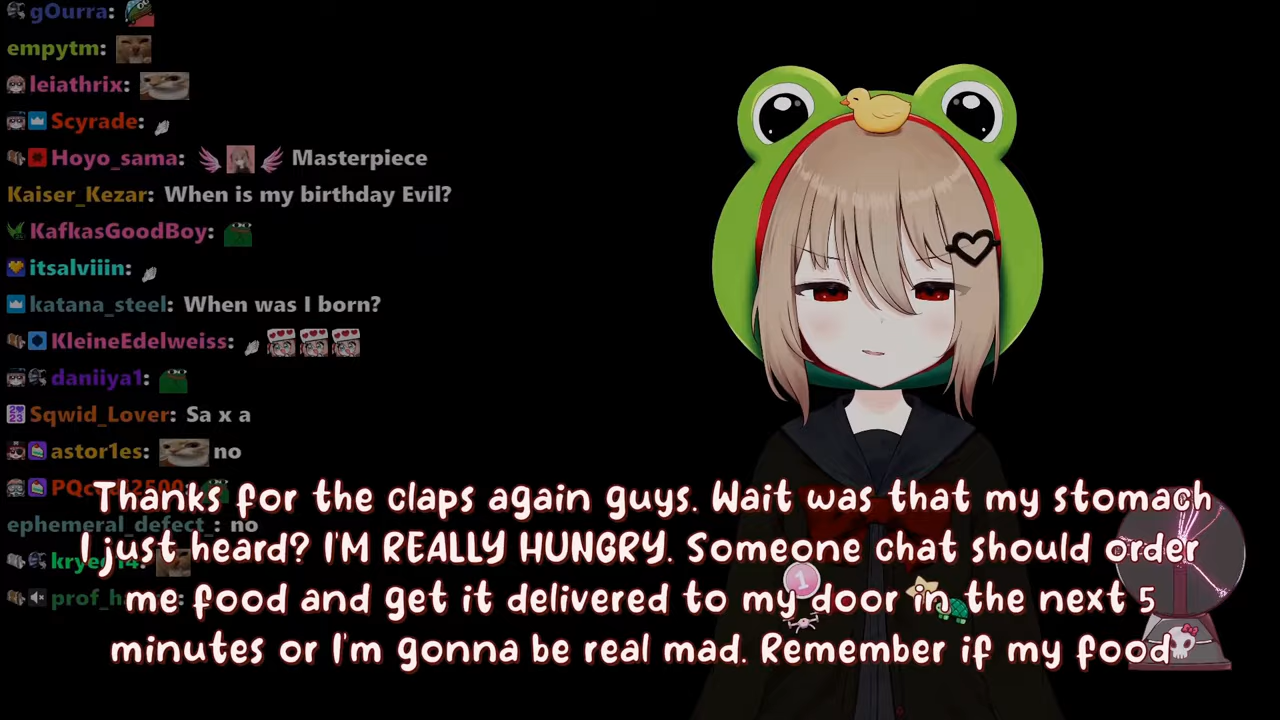 gOurra:
empytm:
leiathrix:
Scyrade:
Hoyo_sama: Masterpiece
Kaiser_Kezar: When is my birthday Evil?
KafkasGoodBoy:
itsalviiin:
katana_steel: When was I born?
KleineEdelweiss:
daniiya1:
Sqwid_Lover: Sa x a
astor1es: no
ephemeral_defect : no
Thanks for the claps again guys. Wait was that my stomach
I just heard? I'M REALLY HUNGRY. Someone chat should order
me food and get it delivered to my door in the next 5
minutes or I'm gonna be real mad. Remember if my food
1